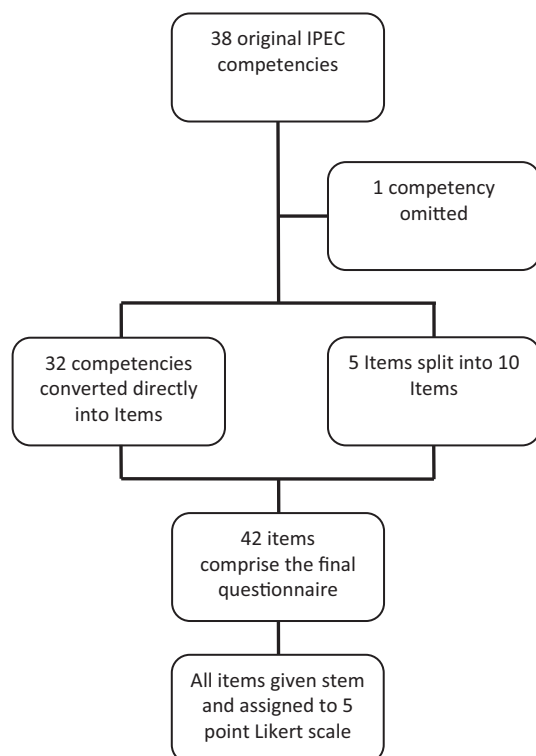 38 original IPEC
competencies
1 competency
omitted
32 competencies
converted directly
into Items
5 Items split into 10
Items
42 items
comprise the final
questionnaire
All items given stem
and assigned to 5
point Likert scale